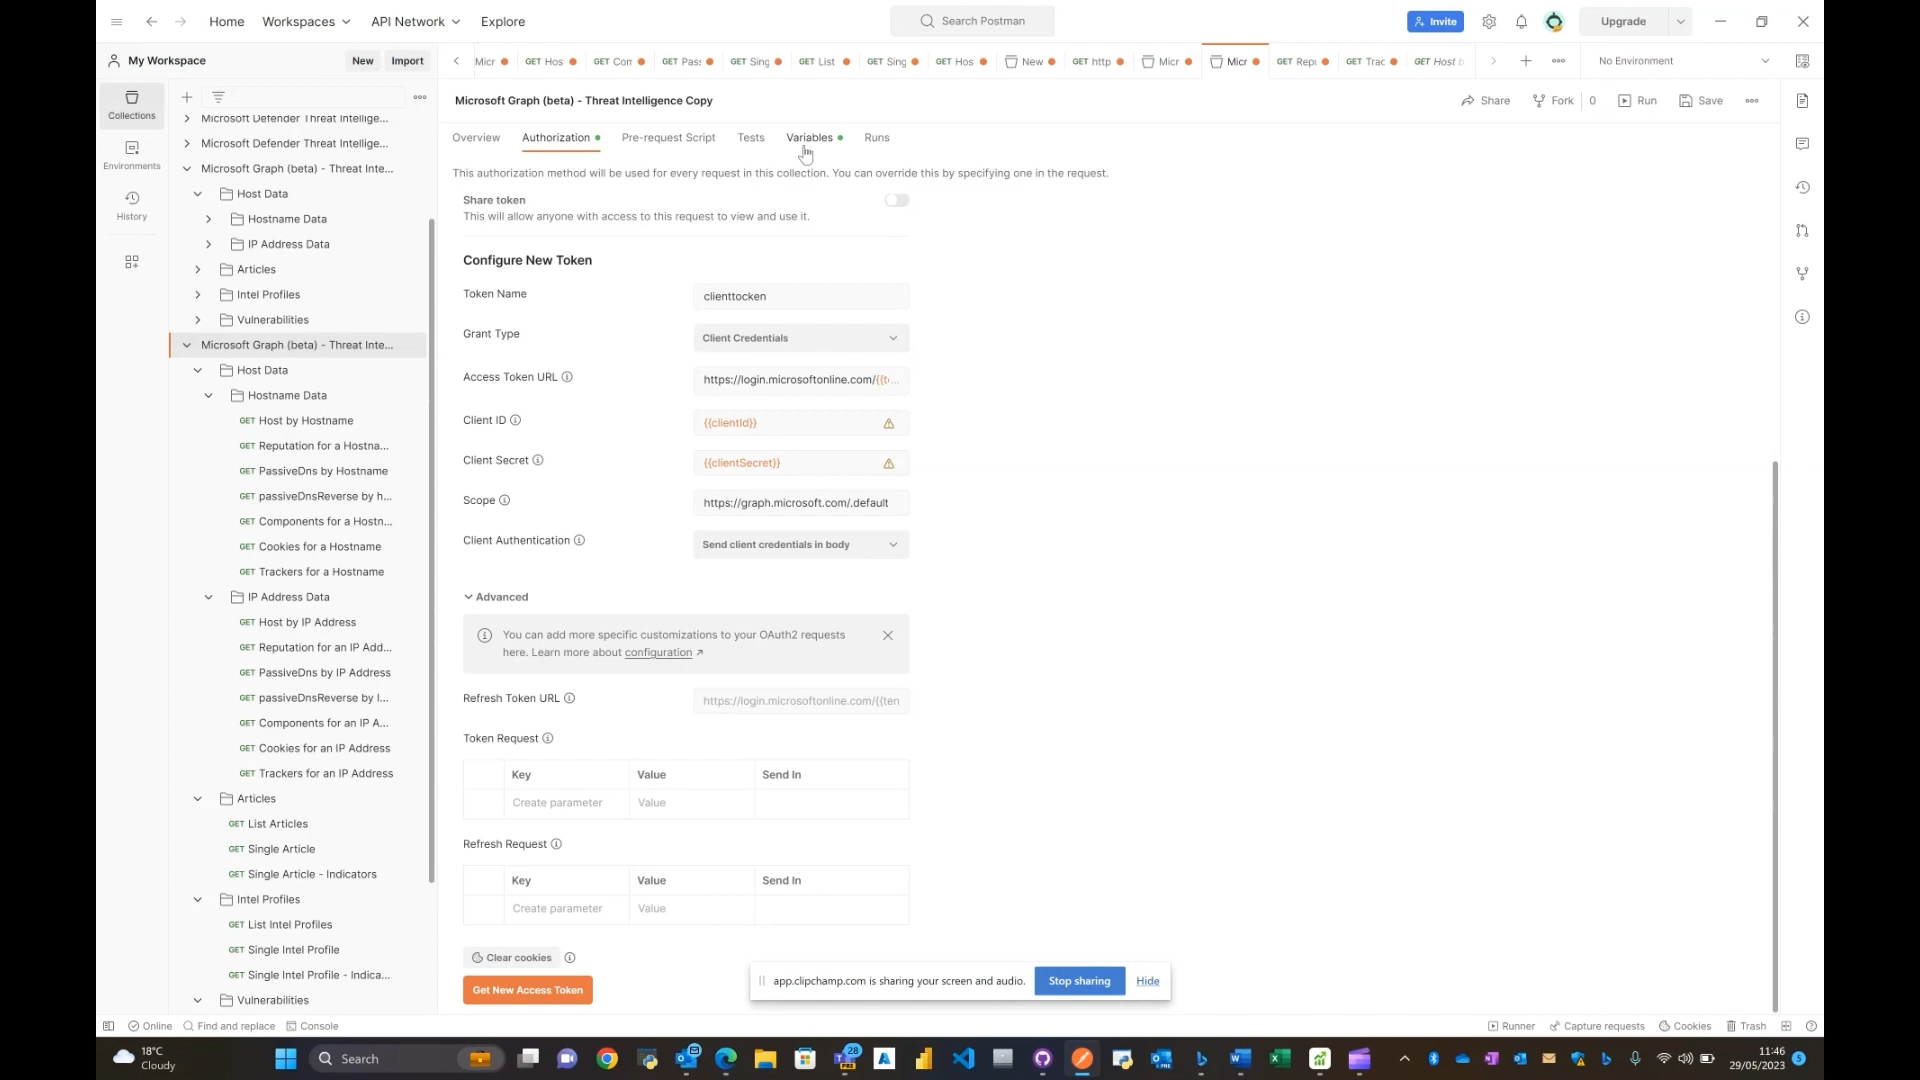 Home
Workspaces
API Network
Explore
Search Postman
Invite
Upgrade
My Workspace
New
Import
Micr
GET Hos
GET Con
GET Pas
GET Sing
GET List
GET Sing
GET Hos
New
GET http
Micr
Micr
GET Repu
GET Trac
GET Host b
No Environment
Collections
Environments
History
Microsoft Defender Threat Intellige...
Microsoft Defender Threat Intellige...
Microsoft Graph (beta) - Threat Inte...
Host Data
Hostname Data
IP Address Data
Articles
Intel Profiles
Vulnerabilities
Microsoft Graph (beta) - Threat Inte...
Host Data
Hostname Data
GET Host by Hostname
GET Reputation for a Hostna...
GET PassiveDns by Hostname
GET passiveDnsReverse by h...
GET Components for a Hostn...
GET Cookies for a Hostname
GET Trackers for a Hostname
IP Address Data
GET Host by IP Address
GET Reputation for an IP Add...
GET PassiveDns by IP Address
GET passiveDnsReverse by I...
GET Components for an IP A...
GET Cookies for an IP Address
GET Trackers for an IP Address
Articles
GET List Articles
GET Single Article
GET Single Article - Indicators
Intel Profiles
GET List Intel Profiles
GET Single Intel Profile
GET Single Intel Profile - Indica...
Vulnerabilities
Microsoft Graph (beta) - Threat Intelligence Copy
Share
Fork
0
Run
Save
Overview
Authorization
Pre-request Script
Tests
Variables
Runs
This authorization method will be used for every request in this collection. You can override this by specifying one in the request.
Share token
This will allow anyone with access to this request to view and use it.
Configure New Token
Token Name
clienttocken
Grant Type
Client Credentials
Access Token URL
https://login.microsoftonline.com/{{t...
Client ID
{{clientId}}
Client Secret
{{clientSecret}}
Scope
https://graph.microsoft.com/.default
Client Authentication
Send client credentials in body
Advanced
You can add more specific customizations to your OAuth2 requests
here. Learn more about configuration
Refresh Token URL
https://login.microsoftonline.com/{{ten
Token Request
Key Value Send In
Create parameter Value
Refresh Request
Key Value Send In
Create parameter Value
Clear cookies
Get New Access Token
app.clipchamp.com is sharing your screen and audio.
Stop sharing
Hide
Online
Find and replace
Console
Runner
Capture requests
Cookies
Trash
18°C
Cloudy
Search
28
PRE
11:46
29/05/2023
5